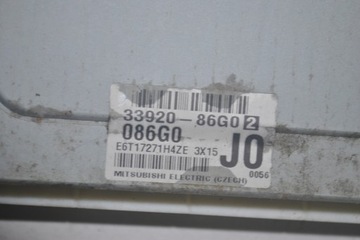 33920-86G0 2
086G0
E6T17271H4ZE 3X15
J0
0056
MITSUBISHI ELECTRIC (CZECH)